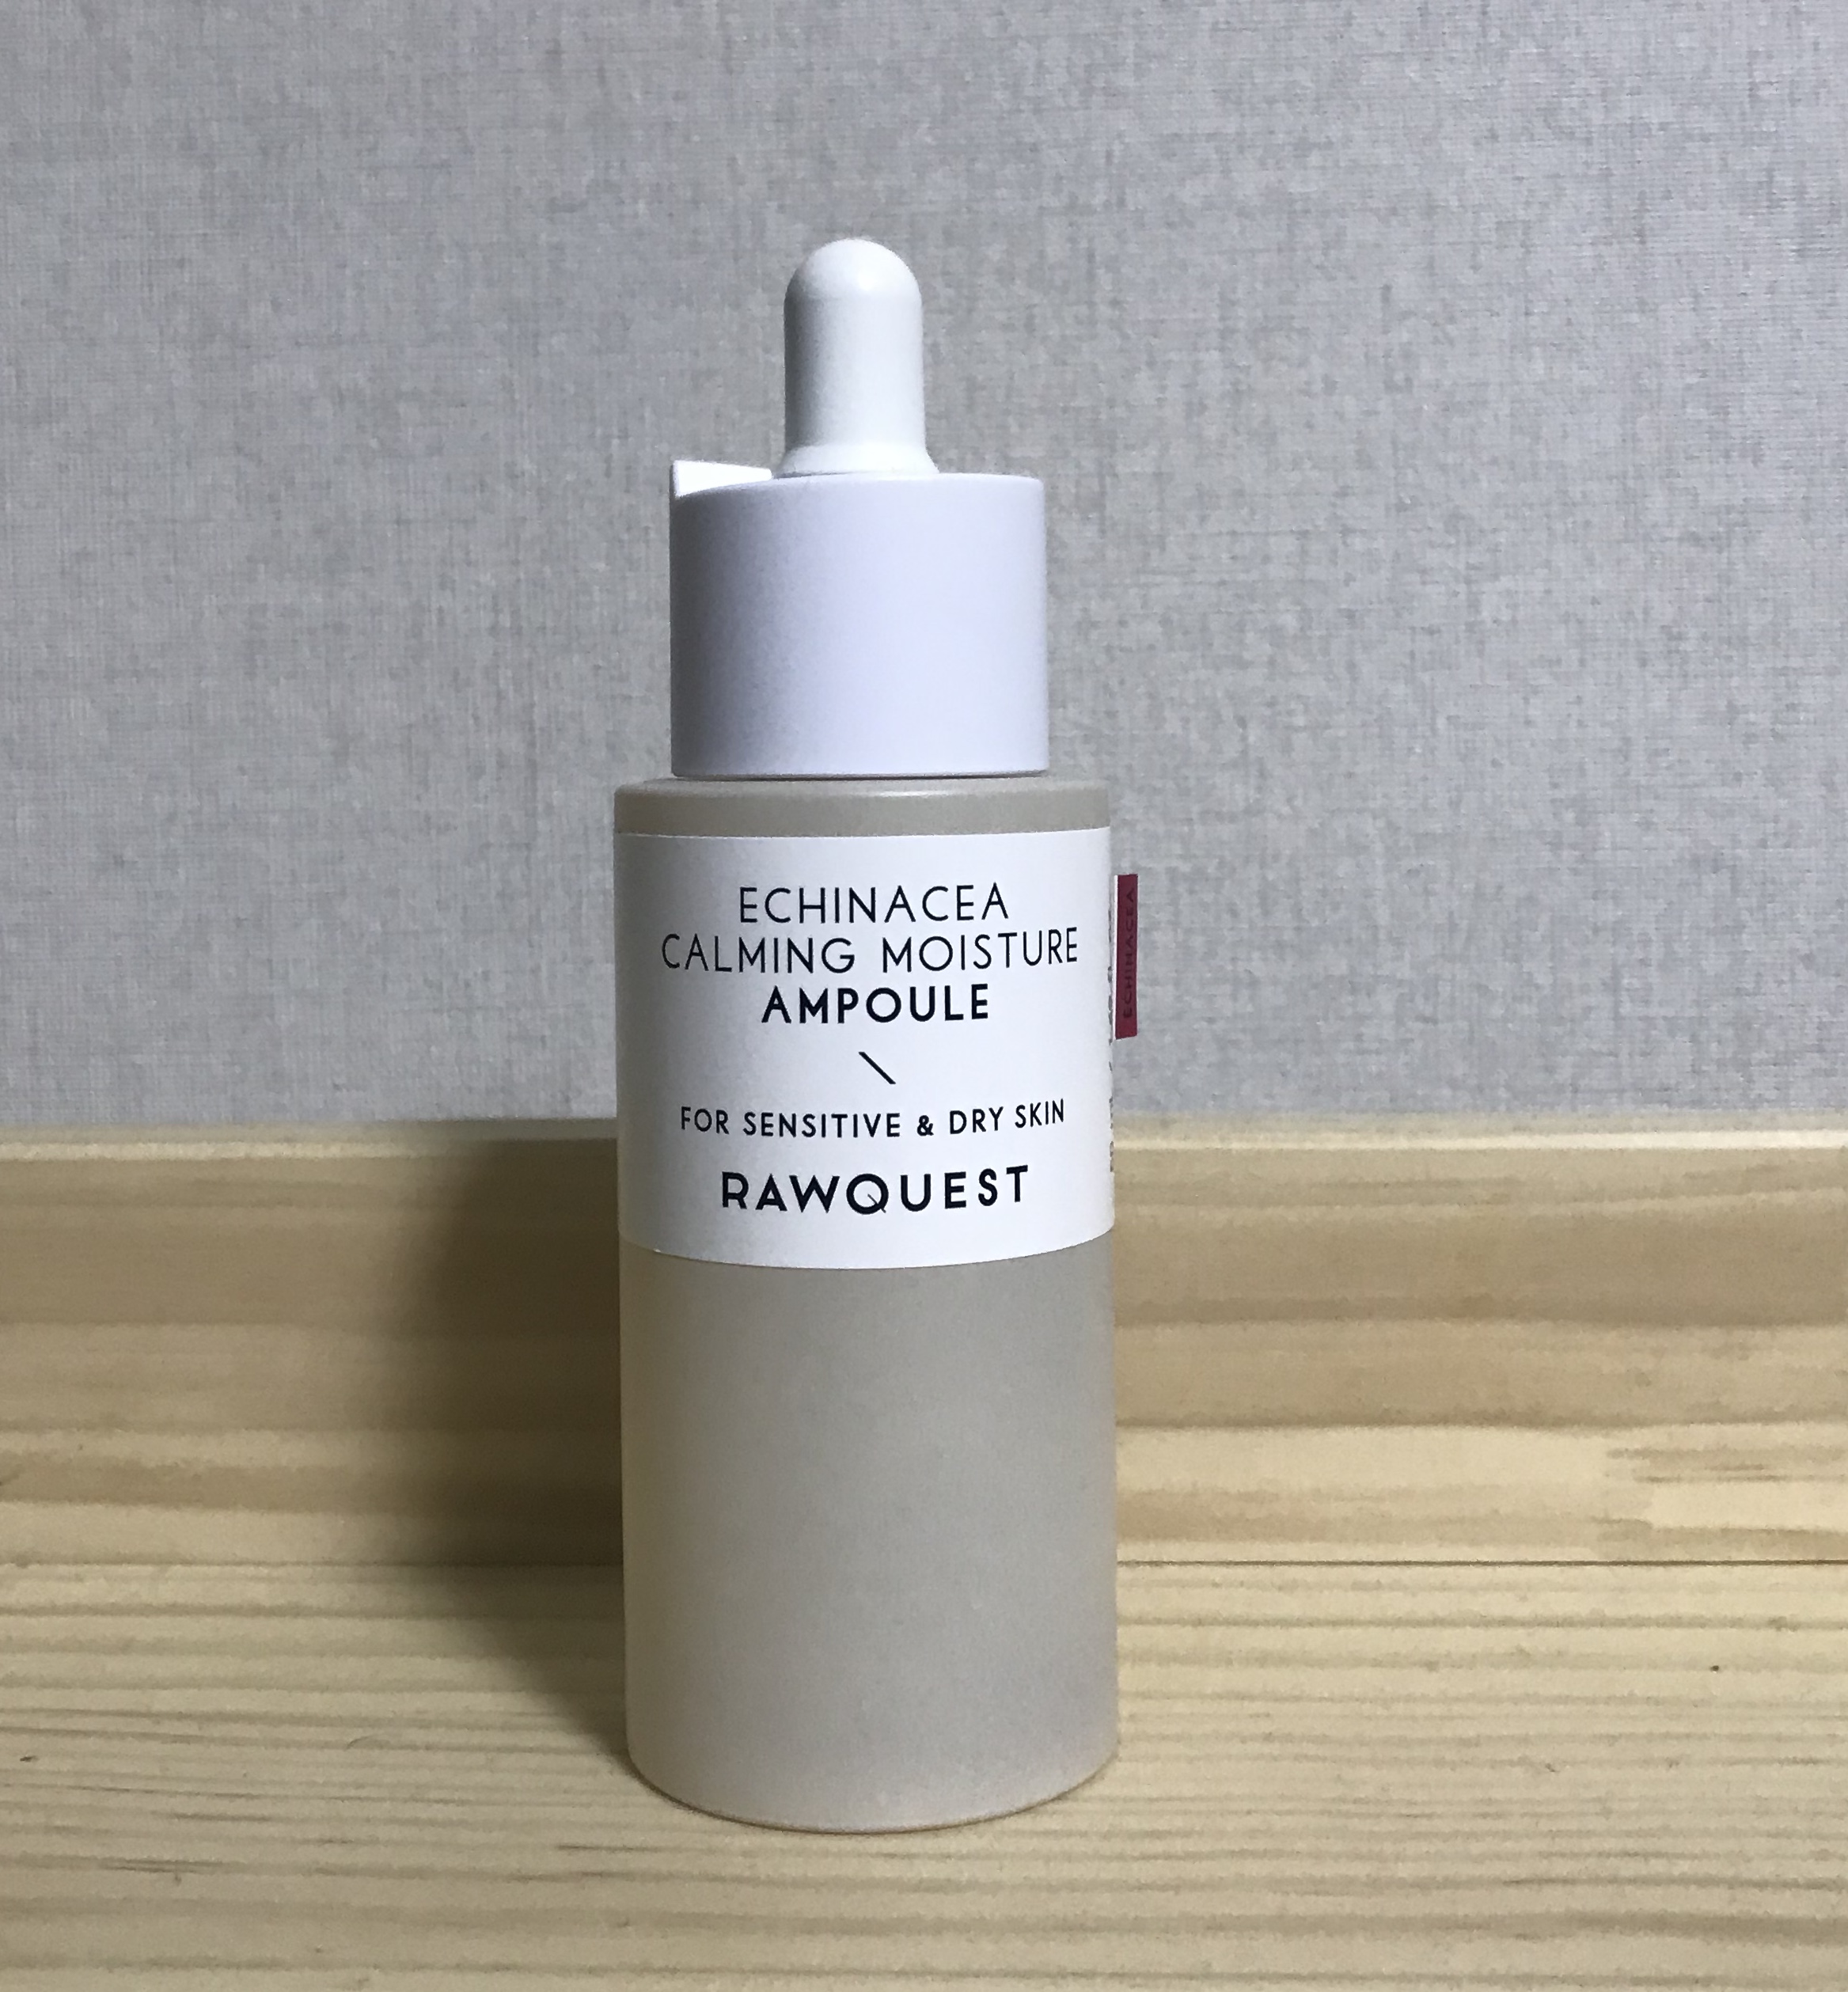 ECHINACEA
CALMING MOISTURE
AMPOULE
\
FOR SENSITIVE & DRY SKIN
RAWQUEST
ECHINACEA